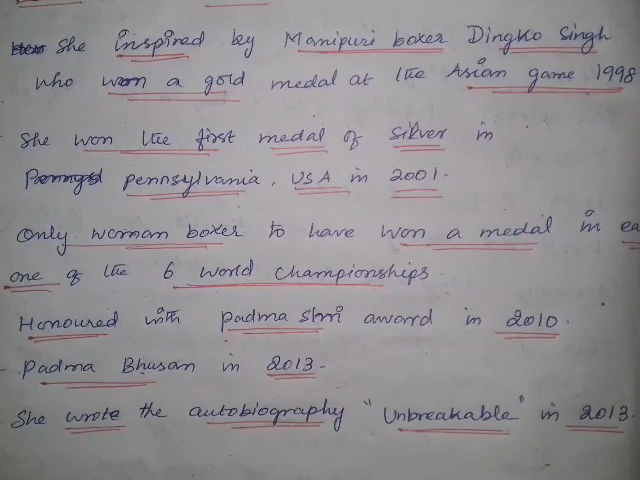 She inspired by Manipuri boxer Dingko Singh
who won a gold medal at the Asian game 1998
She won the first medal of Silver in
pennsylvania, USA in 2001.
Only woman boxer to have won a medal in ea
one of the 6 world championships.
Honoured with padma Shri award in 2010.
- Padma Bhusan in 2013.
- She wrote the autobiography "Unbreakable" in 2013.